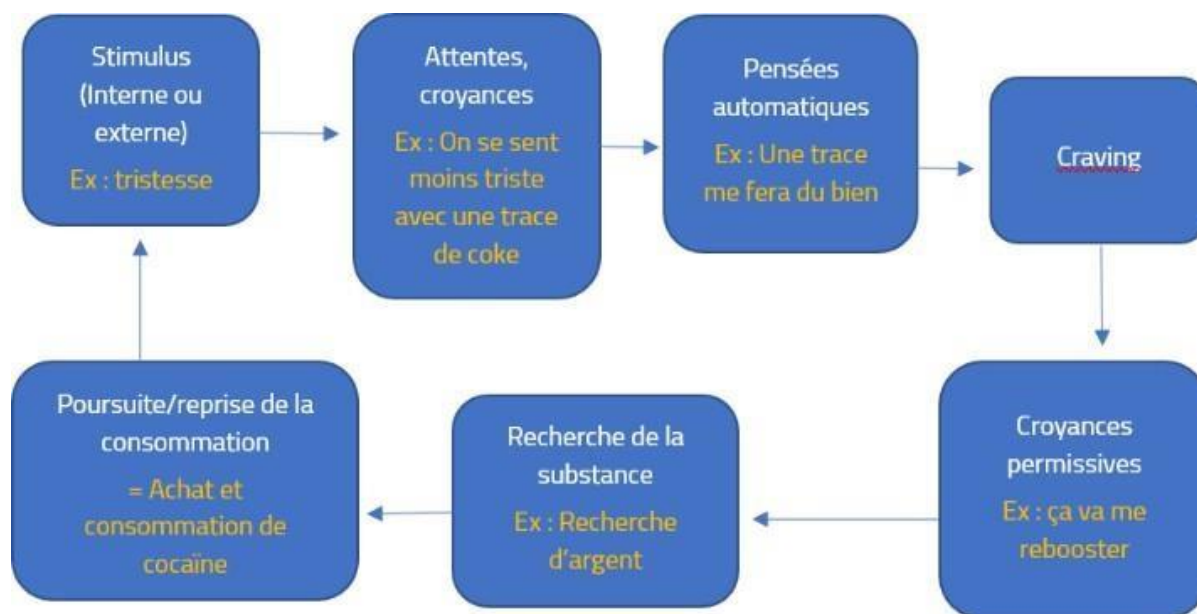 Stimulus
(Interne ou
externe)
Ex : tristesse
Attentes,
croyances
Ex : On se sent
moins triste
avec une trace
de coke
Pensées
automatiques
Ex : Une trace
me fera du bien
Craving
Croyances
permissives
Ex : ça va me
rebooster
Recherche de la
substance
Ex : Recherche
d'argent
Poursuite/reprise de la
consommation
= Achat et
consommation de
cocaïne